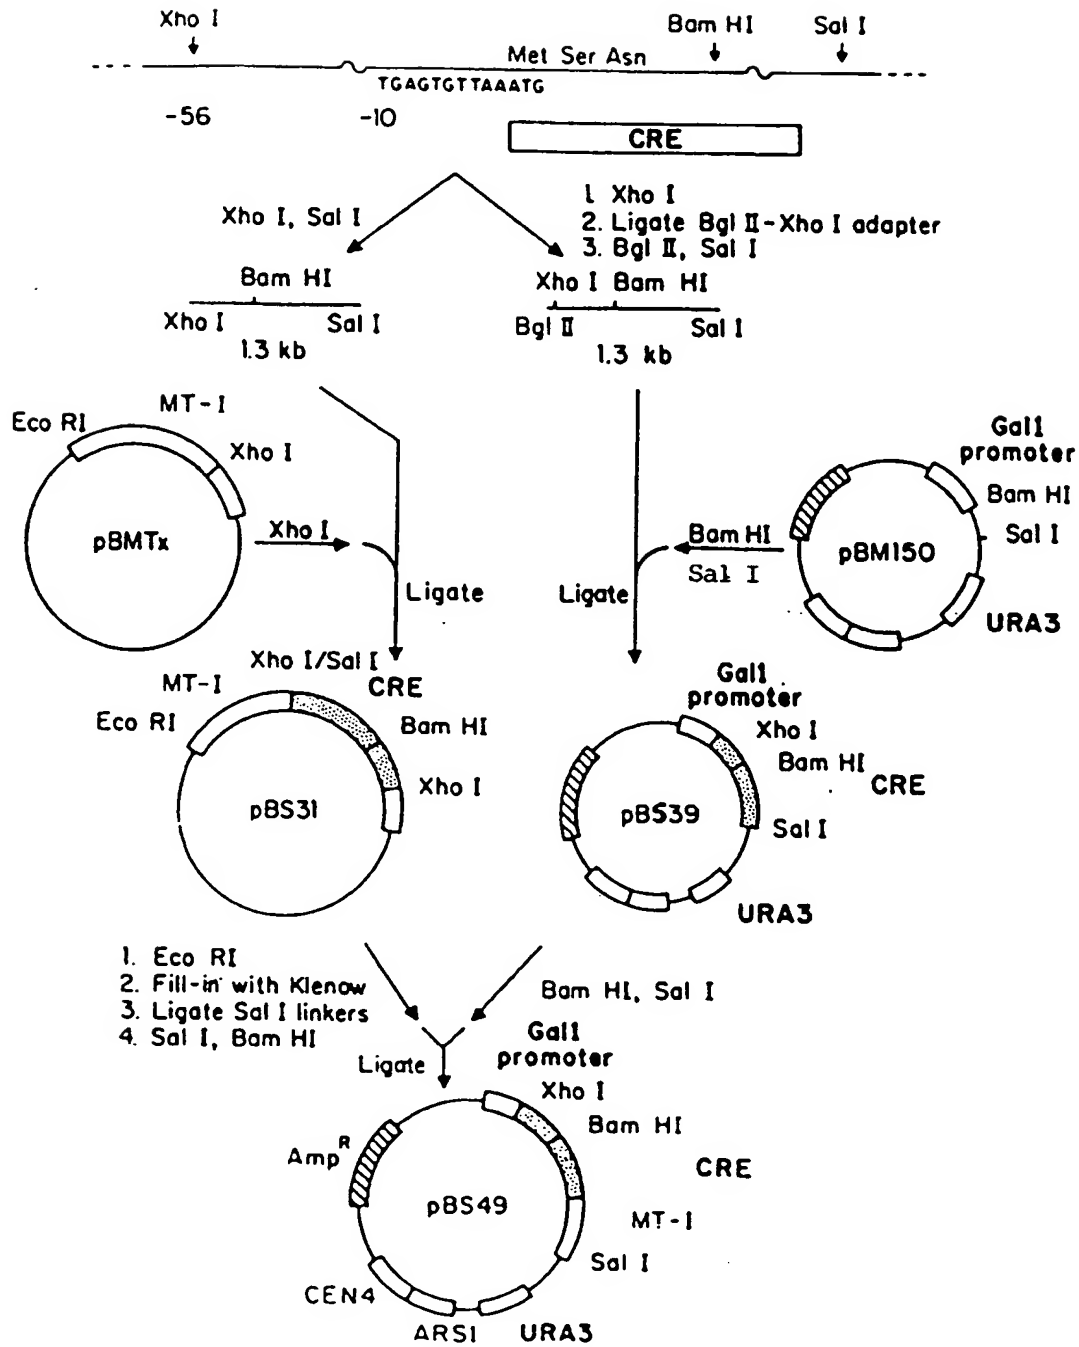 Xho I
Bam HI
Sal I
Met Ser Asn
TGAGTGTTAAATG
-56
-10
CRE
Xho I, Sal I
1. Xho I
2. Ligate Bgl II-Xho I adapter
3. Bgl II, Sal I
Bam HI
Xho I
Sal I
1.3 kb
Xho I Bam HI
Bgl II
Sal I
1.3 kb
MT-I
Eco RI
Xho I
pBMTx
Xho I
Ligate
Gal1
promoter
Bam HI
Sal I
pBM150
URA3
Bam HI
Sal I
Ligate
Xho I/Sal I
MT-I
CRE
Eco RI
Bam HI
Xho I
pBS31
Gal1
promoter
Xho I
Bam HI
CRE
pBS39
Sal I
URA3
1. Eco RI
2. Fill-in with Klenow
3. Ligate Sal I linkers
4. Sal I, Bam HI
Bam HI, Sal I
Ligate
Gal1
promoter
Xho I
Bam HI
Amp R
CRE
pBS49
MT-I
Sal I
CEN4
ARS1
URA3